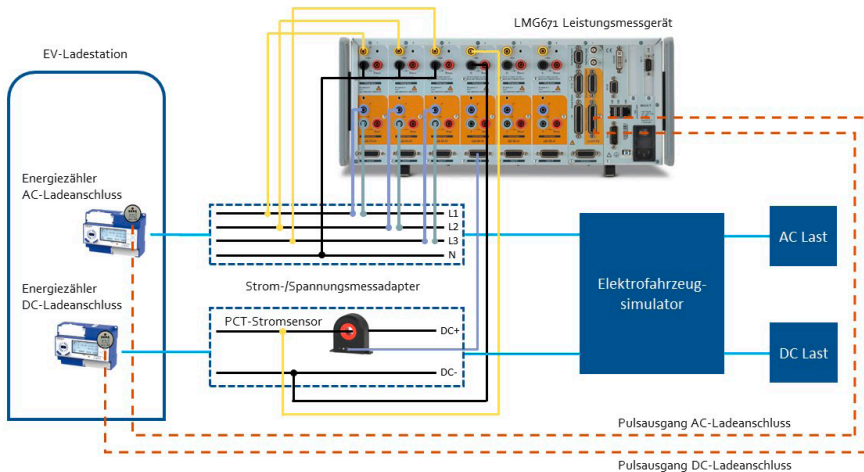 LMG671 Leistungsmessgerät
EV-Ladestation
Energiezähler
AC-Ladeanschluss
L1
L2
L3
N
AC Last
Elektrofahrzeug-
simulator
Energiezähler
DC-Ladeanschluss
Strom-/Spannungsmessadapter
PCT-Stromsensor
DC+
DC-
DC Last
Pulsausgang AC-Ladeanschluss
Pulsausgang DC-Ladeanschluss